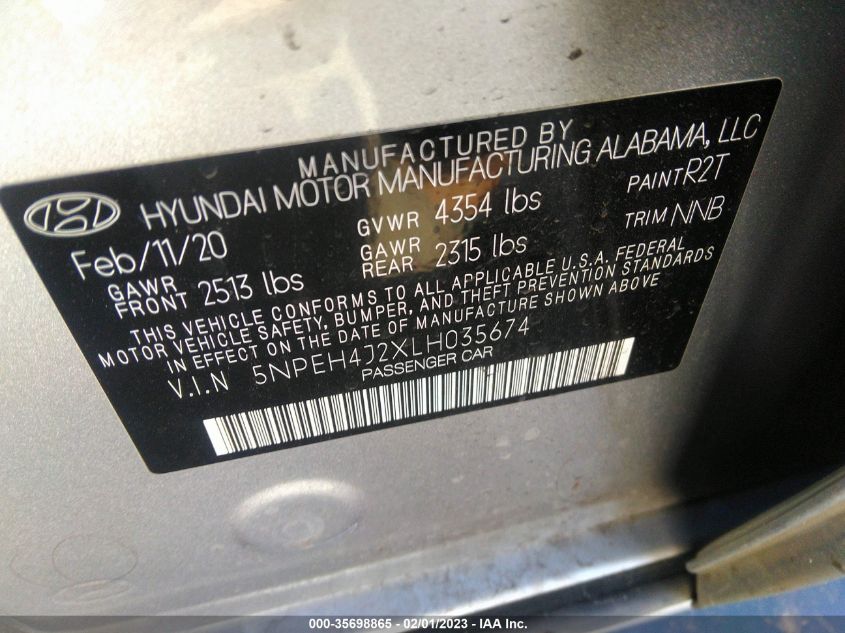 MANUFACTURED BY
HYUNDAI MOTOR MANUFACTURING ALABAMA, LLC
Feb/11/20 GVWR 4354 lbs PAINT R2T
GAWR FRONT 2513 lbs GAWR REAR 2315 lbs TRIM NNB
THIS VEHICLE CONFORMS TO ALL APPLICABLE U.S.A. FEDERAL
MOTOR VEHICLE SAFETY, BUMPER, AND THEFT PREVENTION STANDARDS
IN EFFECT ON THE DATE OF MANUFACTURE SHOWN ABOVE
V.I.N 5NPEH4J2XLH035674
PASSENGER CAR
000-35698865 - 02/01/2023 - IAA Inc.